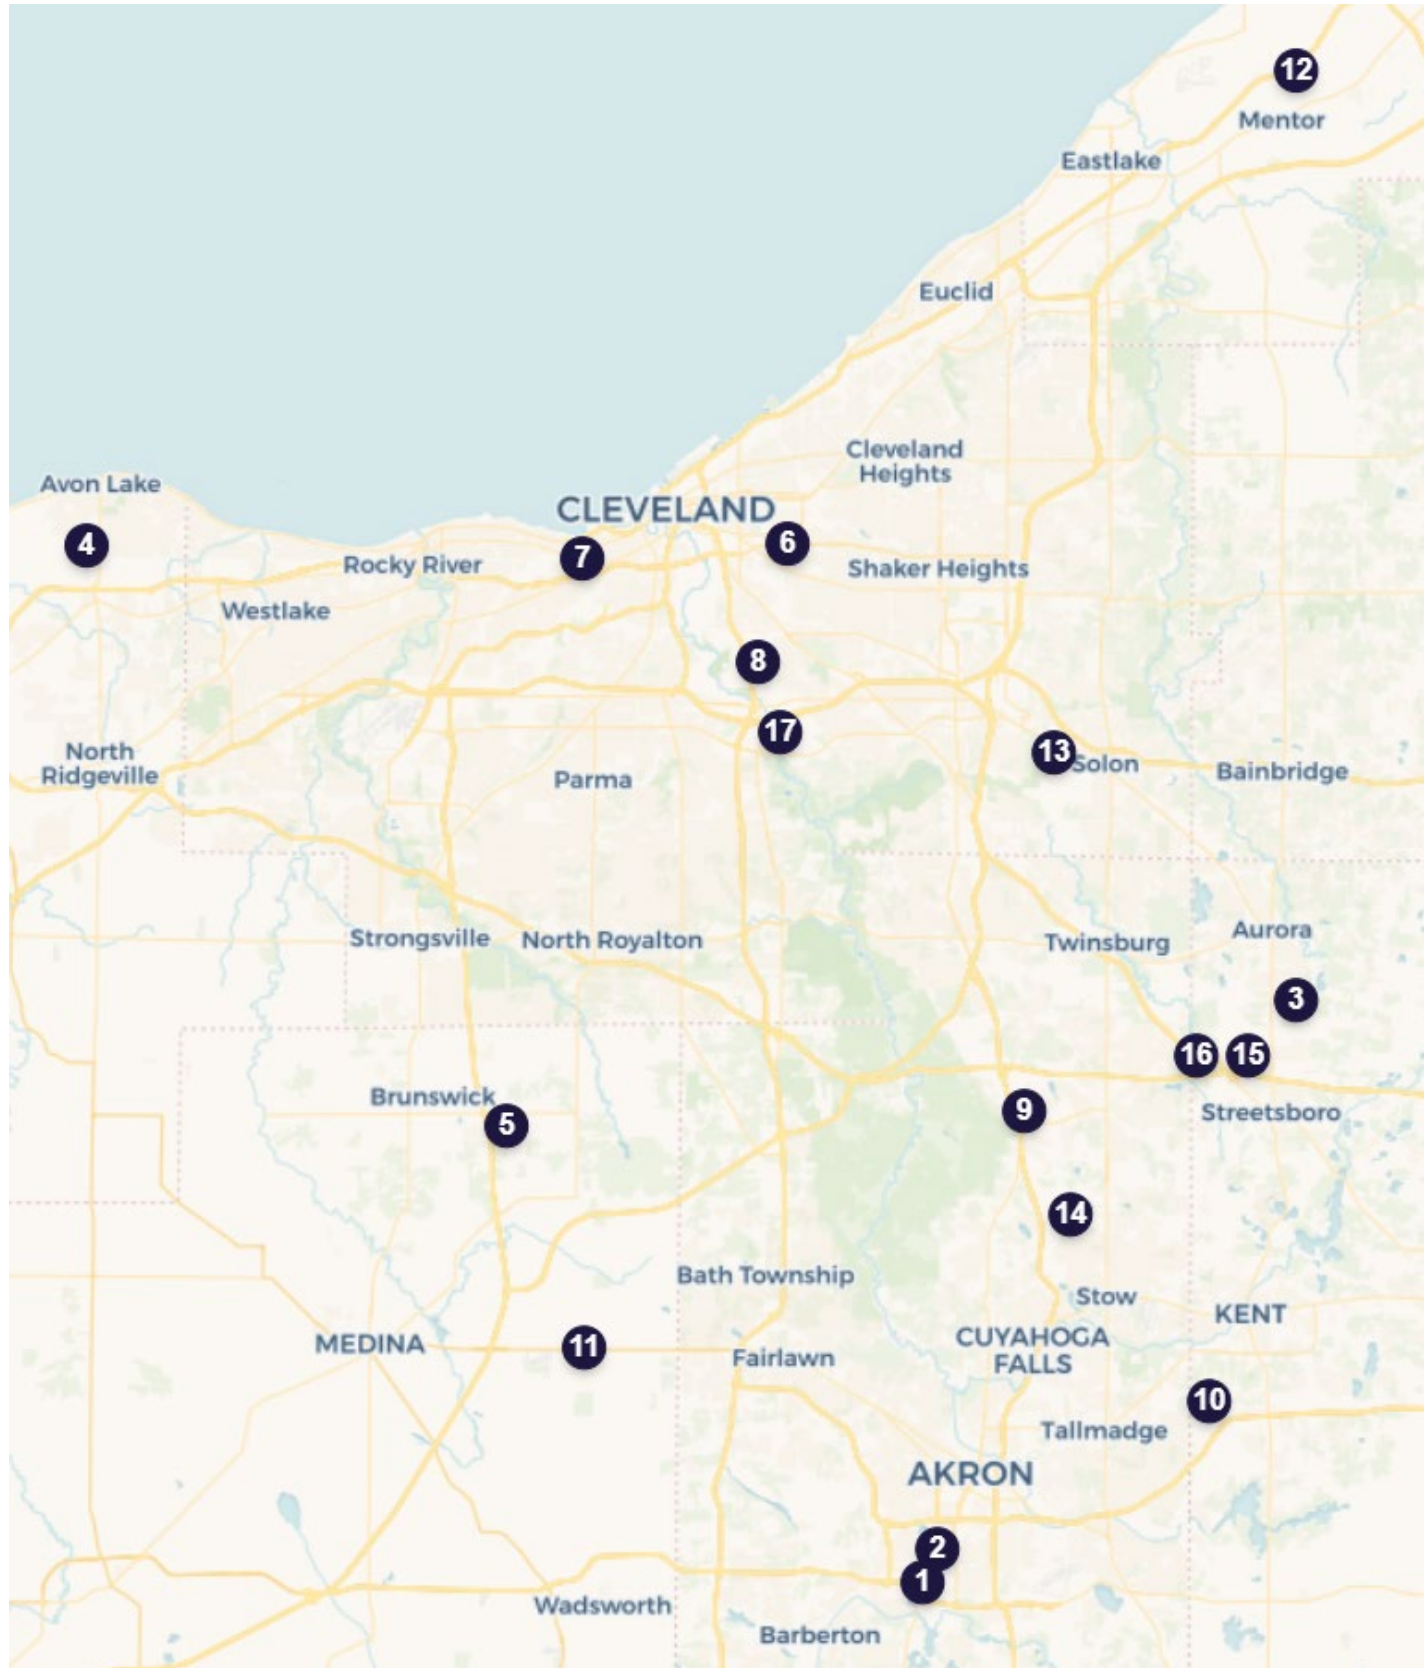 12
Mentor
Eastlake
Euclid
Cleveland
Heights
Avon Lake
CLEVELAND
4
7
6
Rocky River
Shaker Heights
Westlake
8
17
North
Ridgeville
Parma
13
Solon
Bainbridge
Strongsville
North Royalton
Twinsburg
Aurora
3
16
15
Brunswick
5
9
Streetsboro
14
Bath Township
Stow
KENT
MEDINA
11
Fairlawn
CUYAHOGA
FALLS
10
Tallmadge
AKRON
2
1
Wadsworth
Barberton